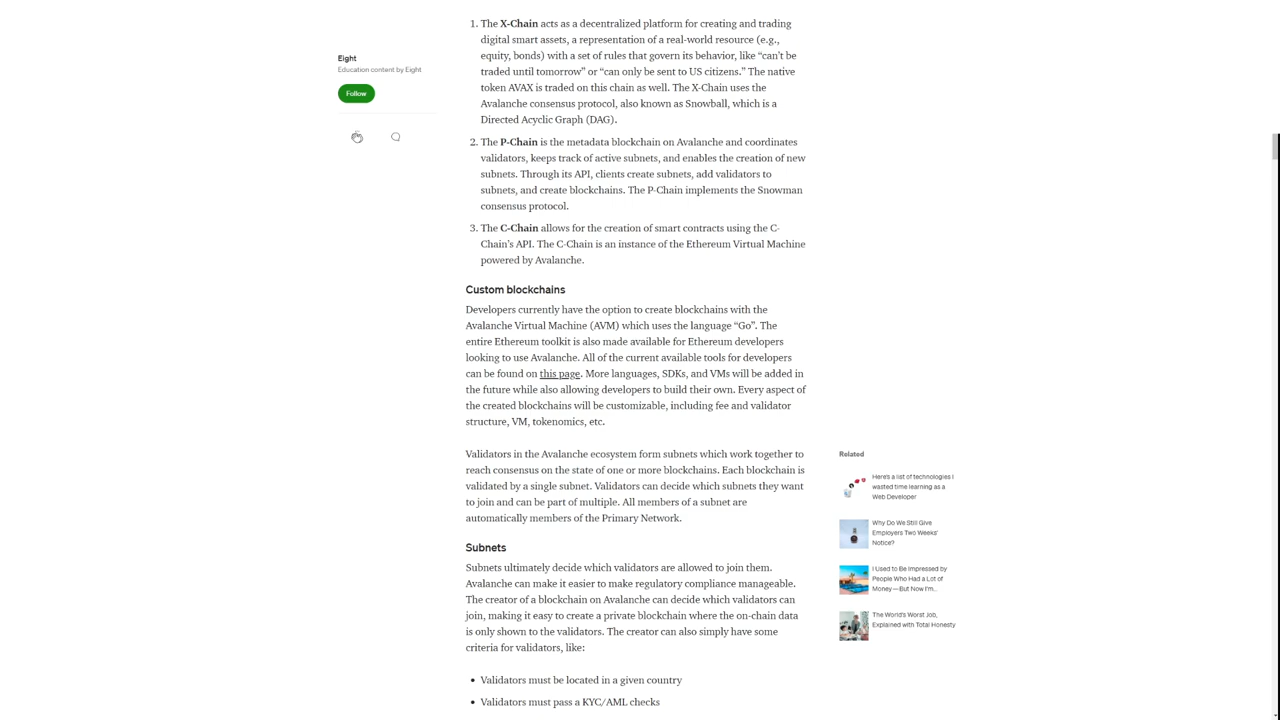 Eight
Education content by Eight
Follow
1. The X-Chain acts as a decentralized platform for creating and trading
digital smart assets, a representation of a real-world resource (e.g.,
equity, bonds) with a set of rules that govern its behavior, like “can’t be
traded until tomorrow” or “can only be sent to US citizens.” The native
token AVAX is traded on this chain as well. The X-Chain uses the
Avalanche consensus protocol, also known as Snowball, which is a
Directed Acyclic Graph (DAG).
2. The P-Chain is the metadata blockchain on Avalanche and coordinates
validators, keeps track of active subnets, and enables the creation of new
subnets. Through its API, clients create subnets, add validators to
subnets, and create blockchains. The P-Chain implements the Snowman
consensus protocol.
3. The C-Chain allows for the creation of smart contracts using the C-
Chain’s API. The C-Chain is an instance of the Ethereum Virtual Machine
powered by Avalanche.
Custom blockchains
Developers currently have the option to create blockchains with the
Avalanche Virtual Machine (AVM) which uses the language “Go”. The
entire Ethereum toolkit is also made available for Ethereum developers
looking to use Avalanche. All of the current available tools for developers
can be found on this page. More languages, SDKs, and VMs will be added in
the future while also allowing developers to build their own. Every aspect of
the created blockchains will be customizable, including fee and validator
structure, VM, tokenomics, etc.
Validators in the Avalanche ecosystem form subnets which work together to
reach consensus on the state of one or more blockchains. Each blockchain is
validated by a single subnet. Validators can decide which subnets they want
to join and can be part of multiple. All members of a subnet are
automatically members of the Primary Network.
Subnets
Subnets ultimately decide which validators are allowed to join them.
Avalanche can make it easier to make regulatory compliance manageable.
The creator of a blockchain on Avalanche can decide which validators can
join, making it easy to create a private blockchain where the on-chain data
is only shown to the validators. The creator can also simply have some
criteria for validators, like:
• Validators must be located in a given country
• Validators must pass a KYC/AML checks
Related
Here’s a list of technologies I
wasted time learning as a
Web Developer
Why Do We Still Give
Employers Two Weeks’
Notice?
I Used to Be Impressed by
People Who Had a Lot of
Money — But Now I’m…
The World’s Worst Job,
Explained with Total Honesty